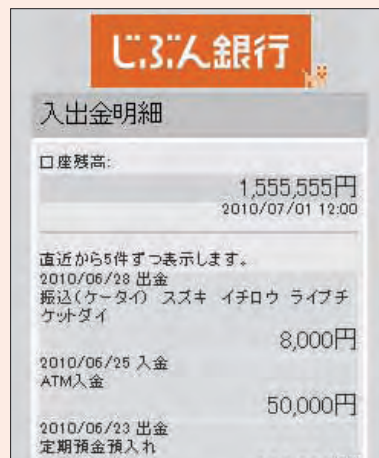 じぶん銀行
入出金明細
口座残高:
1,555,555円
2010/07/01 12:00
直近から5件ずつ表示します。
2010/06/28 出金
振込(ケータイ) スズキ イチロウ ライブチ
ケットダイ
8,000円
2010/06/25 入金
ATM入金
50,000円
2010/06/23 出金
定期預金預入れ